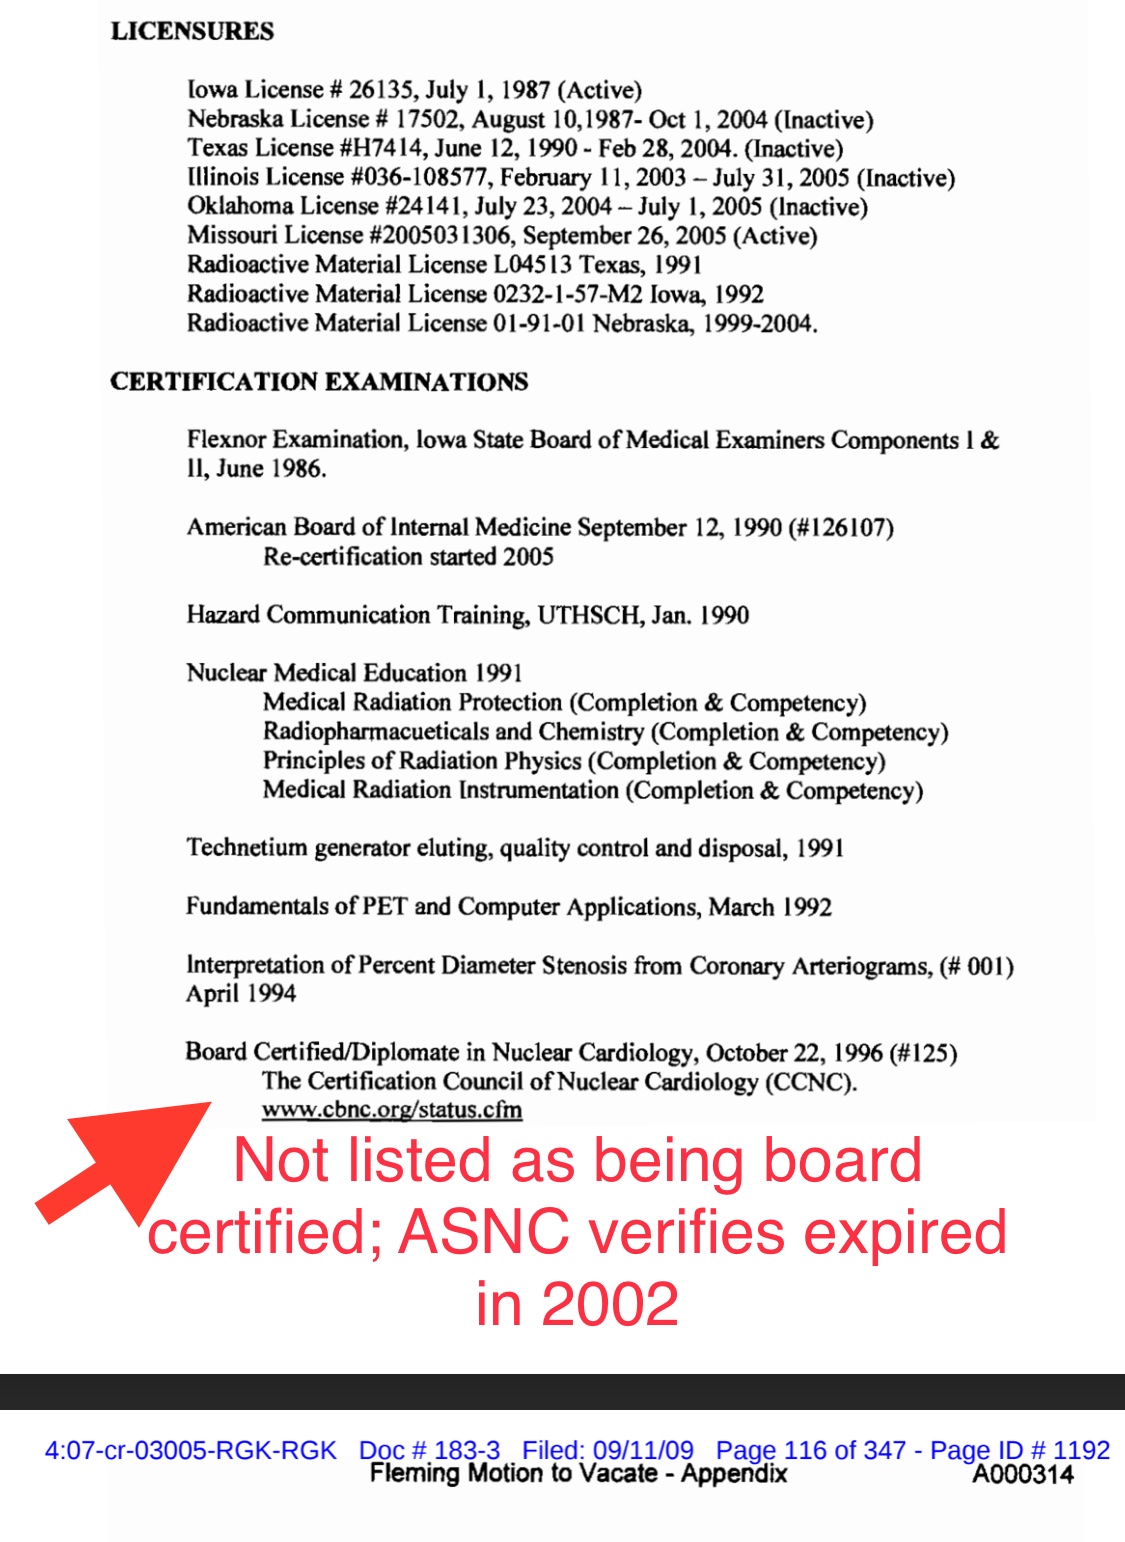 LICENSURES
Iowa License # 26135, July 1, 1987 (Active)
Nebraska License # 17502, August 10,1987- Oct 1, 2004 (Inactive)
Texas License #H7414, June 12, 1990 - Feb 28, 2004. (Inactive)
Illinois License #036-108577, February 11, 2003 – July 31, 2005 (Inactive)
Oklahoma License #24141, July 23, 2004 – July 1, 2005 (Inactive)
Missouri License #2005031306, September 26, 2005 (Active)
Radioactive Material License L04513 Texas, 1991
Radioactive Material License 0232-1-57-M2 Iowa, 1992
Radioactive Material License 01-91-01 Nebraska, 1999-2004.
CERTIFICATION EXAMINATIONS
Flexnor Examination, Iowa State Board of Medical Examiners Components I &
II, June 1986.
American Board of Internal Medicine September 12, 1990 (#126107)
Re-certification started 2005
Hazard Communication Training, UTHSCH, Jan. 1990
Nuclear Medical Education 1991
Medical Radiation Protection (Completion & Competency)
Radiopharmacueticals and Chemistry (Completion & Competency)
Principles of Radiation Physics (Completion & Competency)
Medical Radiation Instrumentation (Completion & Competency)
Technetium generator eluting, quality control and disposal, 1991
Fundamentals of PET and Computer Applications, March 1992
Interpretation of Percent Diameter Stenosis from Coronary Arteriograms, (# 001)
April 1994
Board Certified/Diplomate in Nuclear Cardiology, October 22, 1996 (#125)
The Certification Council of Nuclear Cardiology (CCNC).
www.cbnc.org/status.cfm
Not listed as being board
certified; ASNC verifies expired
in 2002
4:07-cr-03005-RGK-RGK Doc # 183-3 Filed: 09/11/09 Page 116 of 347 - Page ID # 1192
Fleming Motion to Vacate - Appendix A000314